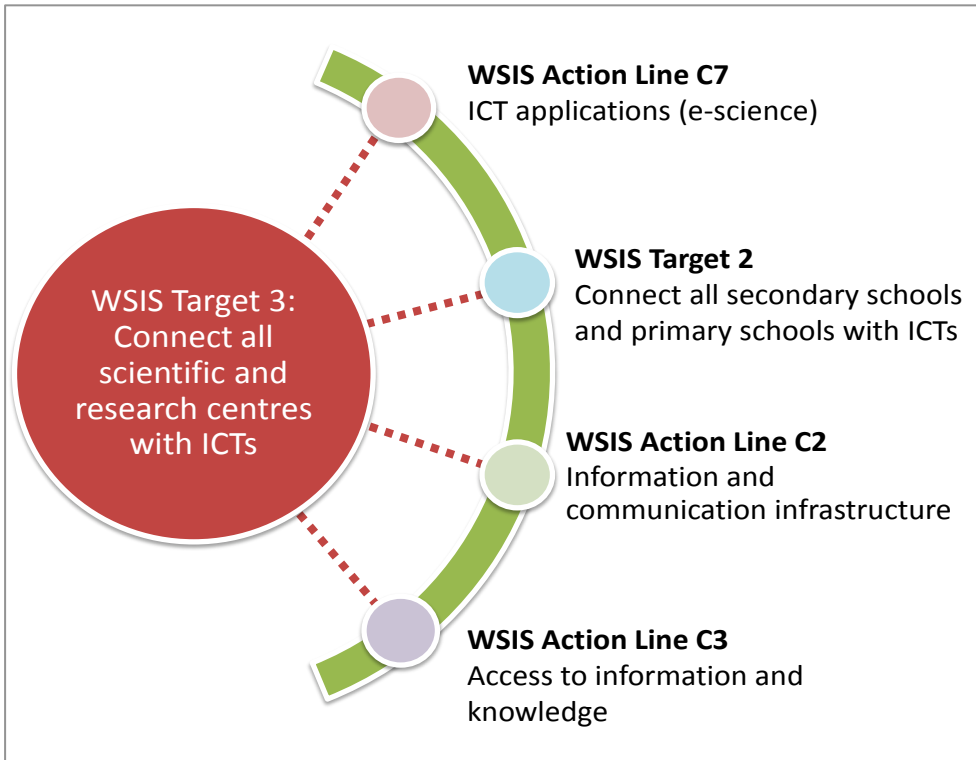 WSIS Target 3:
Connect all
scientific and
research centres
with ICTs
WSIS Action Line C7
ICT applications (e-science)
WSIS Target 2
Connect all secondary schools
and primary schools with ICTs
WSIS Action Line C2
Information and
communication infrastructure
WSIS Action Line C3
Access to information and
knowledge